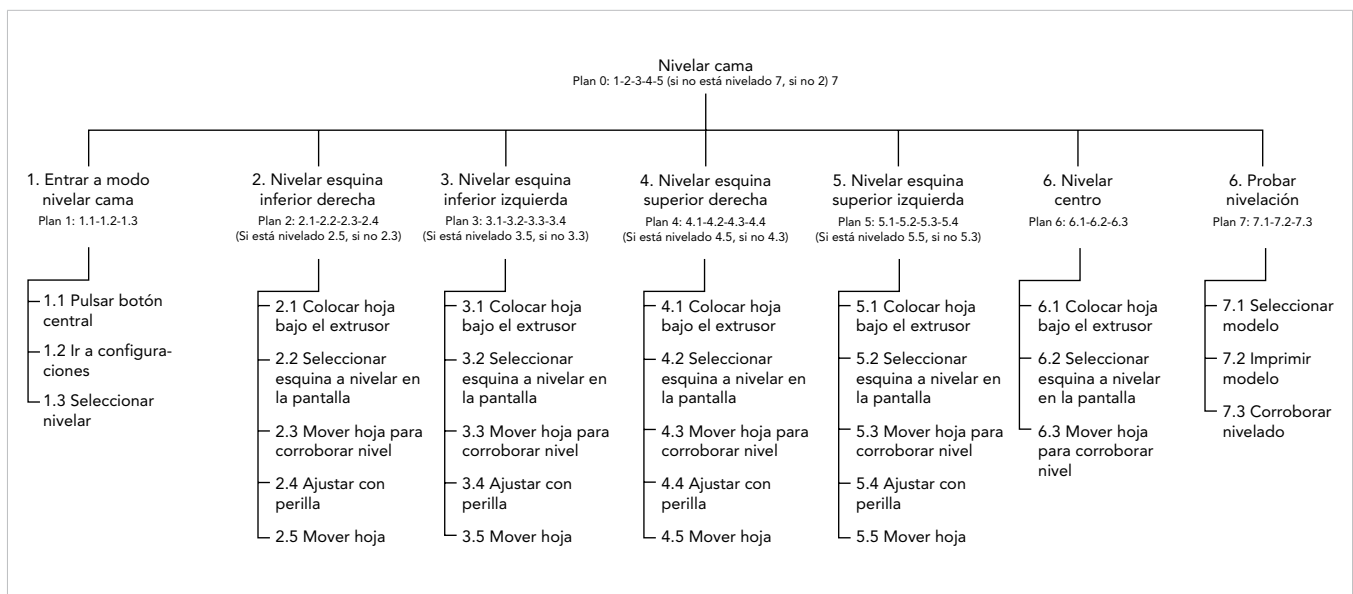 Nivelar cama
Plan 0: 1-2-3-4-5 (si no está nivelado 7, si no 2) 7
1. Entrar a modo
nivelar cama
Plan 1: 1.1-1.2-1.3
1.1 Pulsar botón
central
1.2 Ir a configura-
ciones
1.3 Seleccionar
nivelar
2. Nivelar esquina
inferior derecha
Plan 2: 2.1-2.2-2.3-2.4
(Si está nivelado 2.5, si no 2.3)
2.1 Colocar hoja
bajo el extrusor
2.2 Seleccionar
esquina a nivelar en
la pantalla
2.3 Mover hoja para
corroborar nivel
2.4 Ajustar con
perilla
2.5 Mover hoja
3. Nivelar esquina
inferior izquierda
Plan 3: 3.1-3.2-3.3-3.4
(Si está nivelado 3.5, si no 3.3)
3.1 Colocar hoja
bajo el extrusor
3.2 Seleccionar
esquina a nivelar en
la pantalla
3.3 Mover hoja para
corroborar nivel
3.4 Ajustar con
perilla
3.5 Mover hoja
4. Nivelar esquina
superior derecha
Plan 4: 4.1-4.2-4.3-4.4
(Si está nivelado 4.5, si no 4.3)
4.1 Colocar hoja
bajo el extrusor
4.2 Seleccionar
esquina a nivelar en
la pantalla
4.3 Mover hoja para
corroborar nivel
4.4 Ajustar con
perilla
4.5 Mover hoja
5. Nivelar esquina
superior izquierda
Plan 5: 5.1-5.2-5.3-5.4
(Si está nivelado 5.5, si no 5.3)
5.1 Colocar hoja
bajo el extrusor
5.2 Seleccionar
esquina a nivelar en
la pantalla
5.3 Mover hoja para
corroborar nivel
5.4 Ajustar con
perilla
5.5 Mover hoja
6. Nivelar
centro
Plan 6: 6.1-6.2-6.3
6.1 Colocar hoja
bajo el extrusor
6.2 Seleccionar
esquina a nivelar
en la pantalla
6.3 Mover hoja
para corroborar
nivel
6. Probar
nivelación
Plan 7: 7.1-7.2-7.3
7.1 Seleccionar
modelo
7.2 Imprimir
modelo
7.3 Corroborar
nivelado